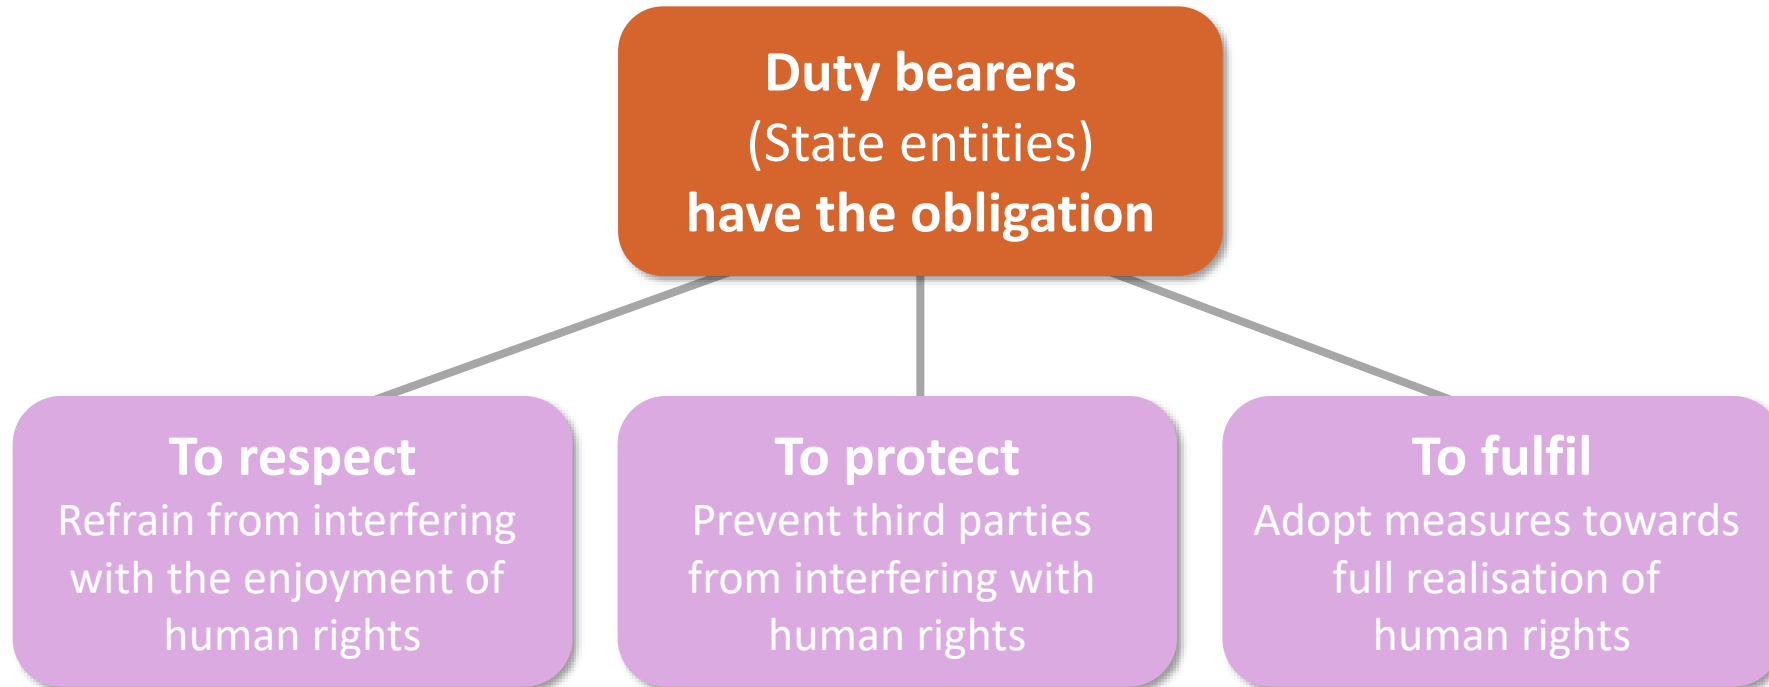 Duty bearers
(State entities)
have the obligation
To respect
Refrain from interfering
with the enjoyment of
human rights
To protect
Prevent third parties
from interfering with
human rights
To fulfil
Adopt measures towards
full realisation of
human rights